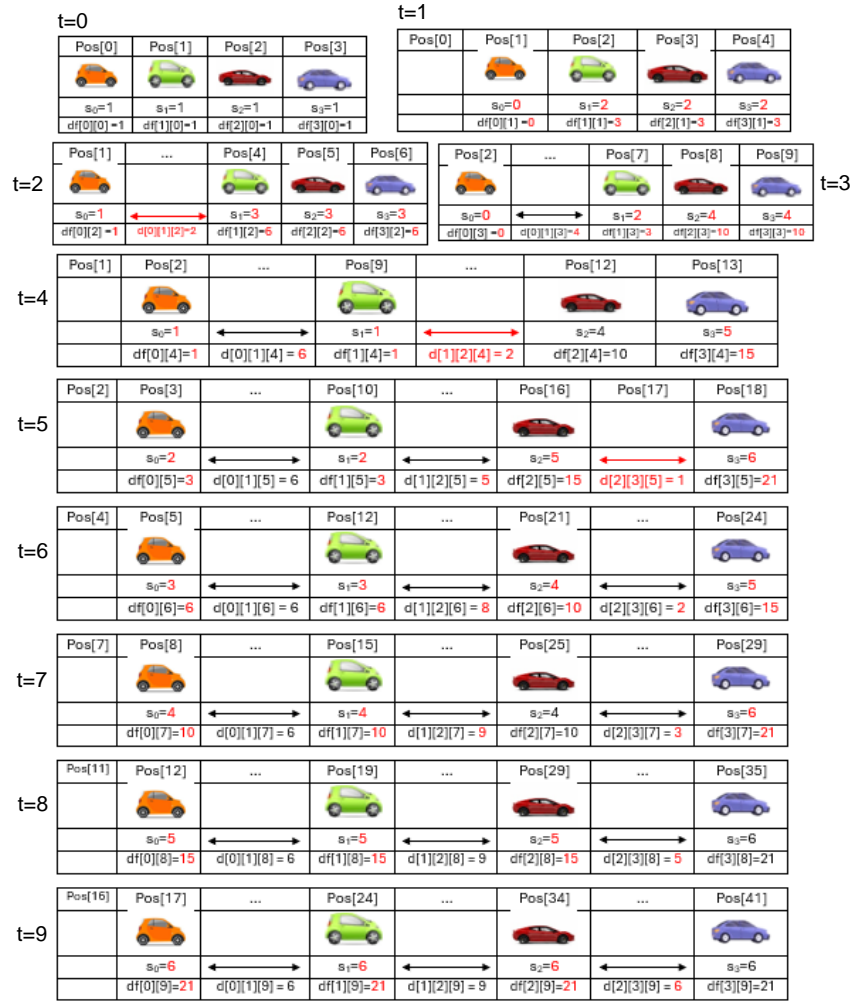 t=0
Pos[0] Pos[1] Pos[2] Pos[3]
s₀=1 s₁=1 s₂=1 s₃=1
df[0][0] =1 df[1][0]=1 df[2][0]=1 df[3][0]=1
t=1
Pos[0] Pos[1] Pos[2] Pos[3] Pos[4]
s₀=0 s₁=2 s₂=2 s₃=2
df[0][1] =0 df[1][1]=3 df[2][1]=3 df[3][1]=3
t=2
Pos[1] ... Pos[4] Pos[5] Pos[6]
s₀=1 s₁=3 s₂=3 s₃=3
df[0][2] =1 d[0][1][2]=2 df[1][2]=6 df[2][2]=6 df[3][2]=6
t=3
Pos[2] ... Pos[7] Pos[8] Pos[9]
s₀=0 s₁=2 s₂=4 s₃=4
df[0][3] =0 d[0][1][3]=4 df[1][3]=3 df[2][3]=10 df[3][3]=10
t=4
Pos[1] Pos[2] ... Pos[9] ... Pos[12] Pos[13]
s₀=1 s₁=1 s₂=4 s₃=5
df[0][4]=1 d[0][1][4] = 6 df[1][4]=1 d[1][2][4] = 2 df[2][4]=10 df[3][4]=15
t=5
Pos[2] Pos[3] ... Pos[10] ... Pos[16] Pos[17] Pos[18]
s₀=2 s₁=2 s₂=5 s₃=6
df[0][5]=3 d[0][1][5] = 6 df[1][5]=3 d[1][2][5] = 5 df[2][5]=15 d[2][3][5] = 1 df[3][5]=21
t=6
Pos[4] Pos[5] ... Pos[12] ... Pos[21] ... Pos[24]
s₀=3 s₁=3 s₂=4 s₃=5
df[0][6]=6 d[0][1][6] = 6 df[1][6]=6 d[1][2][6] = 8 df[2][6]=10 d[2][3][6] = 2 df[3][6]=15
t=7
Pos[7] Pos[8] ... Pos[15] ... Pos[25] ... Pos[29]
s₀=4 s₁=4 s₂=4 s₃=6
df[0][7]=10 d[0][1][7] = 6 df[1][7]=10 d[1][2][7] = 9 df[2][7]=10 d[2][3][7] = 3 df[3][7]=21
t=8
Pos[11] Pos[12] ... Pos[19] ... Pos[29] ... Pos[35]
s₀=5 s₁=5 s₂=5 s₃=6
df[0][8]=15 d[0][1][8] = 6 df[1][8]=15 d[1][2][8] = 9 df[2][8]=15 d[2][3][8] = 5 df[3][8]=21
t=9
Pos[16] Pos[17] ... Pos[24] ... Pos[34] ... Pos[41]
s₀=6 s₁=6 s₂=6 s₃=6
df[0][9]=21 d[0][1][9] = 6 df[1][9]=21 d[1][2][9] = 9 df[2][9]=21 d[2][3][9] = 6 df[3][9]=21